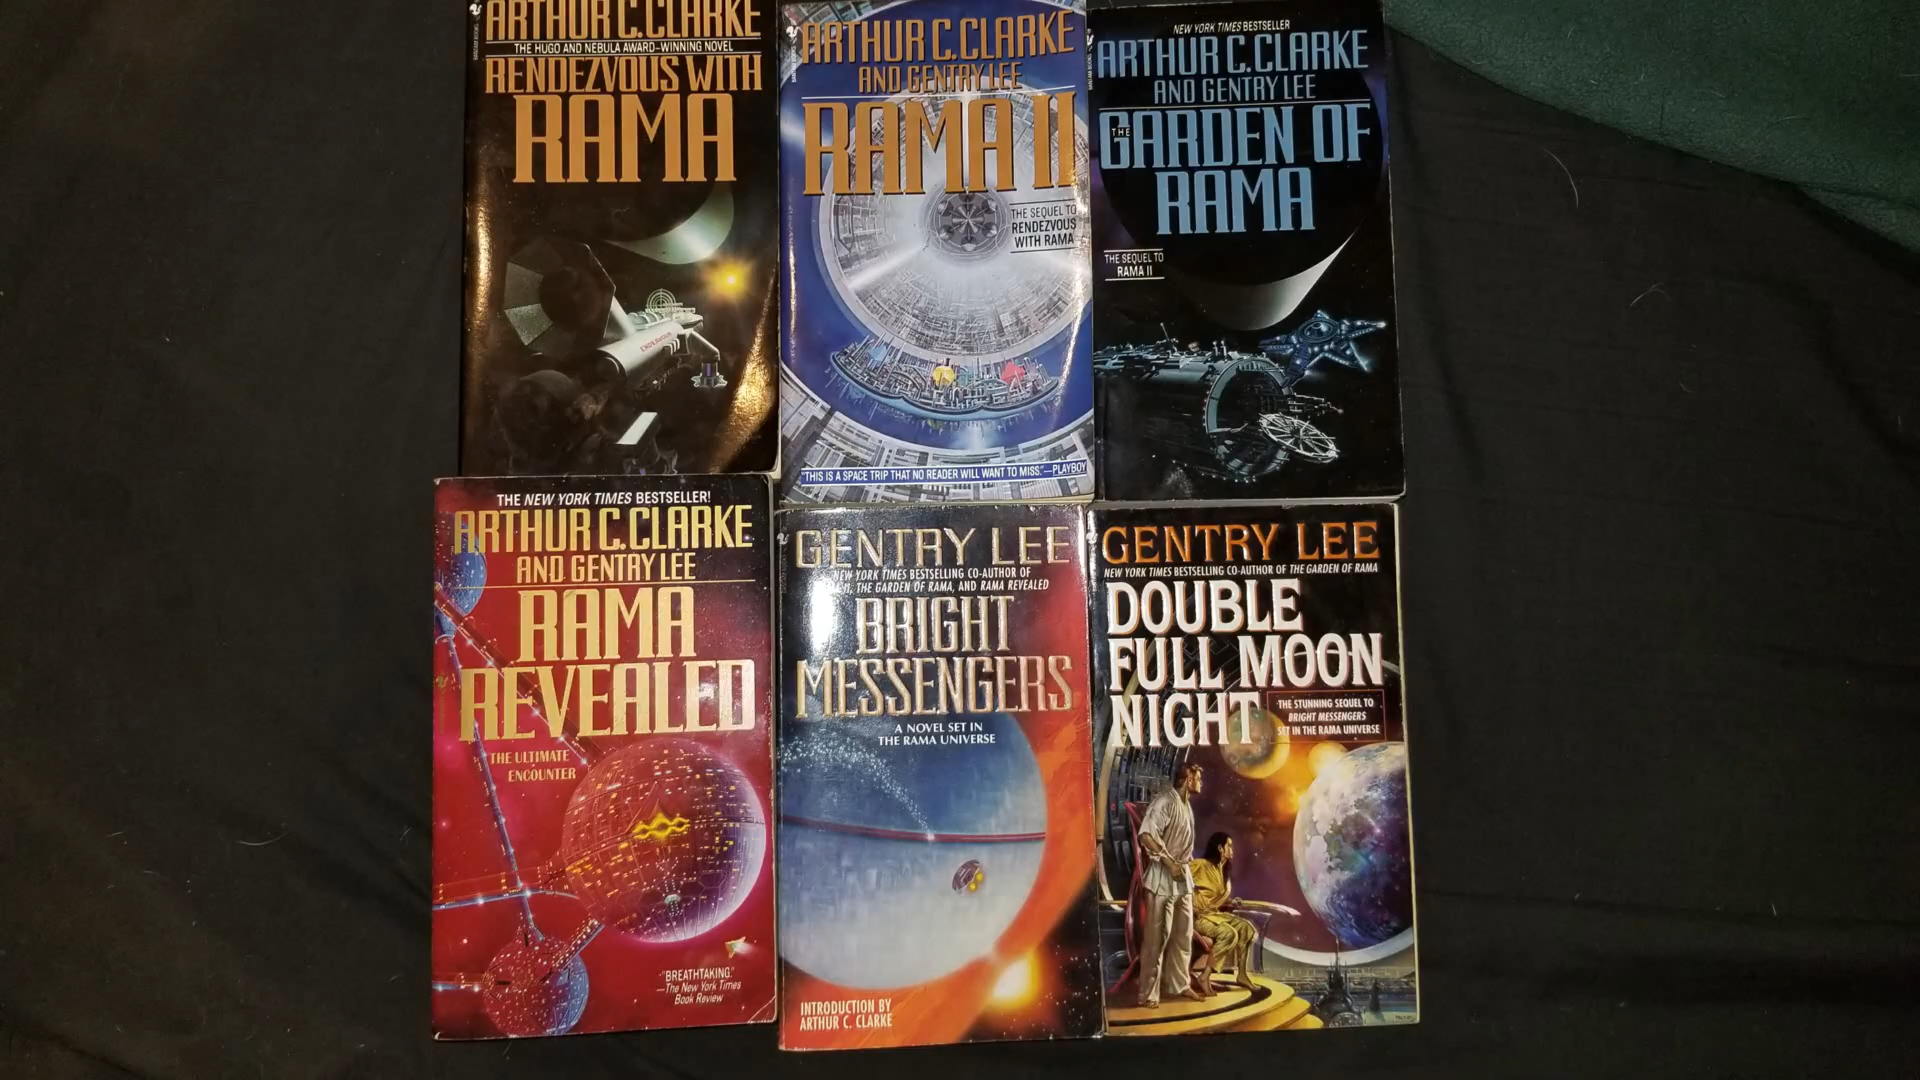 ARTHUR C. CLARKE
THE HUGO AND NEBULA AWARD-WINNING NOVEL
RENDEZVOUS WITH
RAMA
ENDEAVOUR
ARTHUR C. CLARKE
AND GENTRY LEE
RAMA II
THE SEQUEL TO
RENDEZVOUS
WITH RAMA
"THIS IS A SPACE TRIP THAT NO READER WILL WANT TO MISS."—PLAYBOY
NEW YORK TIMES BESTSELLER
ARTHUR C. CLARKE
AND GENTRY LEE
THE GARDEN OF
RAMA
THE SEQUEL TO
RAMA II
THE NEW YORK TIMES BESTSELLER!
ARTHUR C. CLARKE
AND GENTRY LEE
RAMA
REVEALED
THE ULTIMATE
ENCOUNTER
"BREATHTAKING."
—The New York Times
Book Review
GENTRY LEE
NEW YORK TIMES BESTSELLING CO-AUTHOR OF
THE GARDEN OF RAMA, AND RAMA REVEALED
BRIGHT
MESSENGERS
A NOVEL SET IN
THE RAMA UNIVERSE
INTRODUCTION BY
ARTHUR C. CLARKE
GENTRY LEE
NEW YORK TIMES BESTSELLING CO-AUTHOR OF THE GARDEN OF RAMA
DOUBLE
FULL MOON
NIGHT
THE STUNNING SEQUEL TO
BRIGHT MESSENGERS
SET IN THE RAMA UNIVERSE